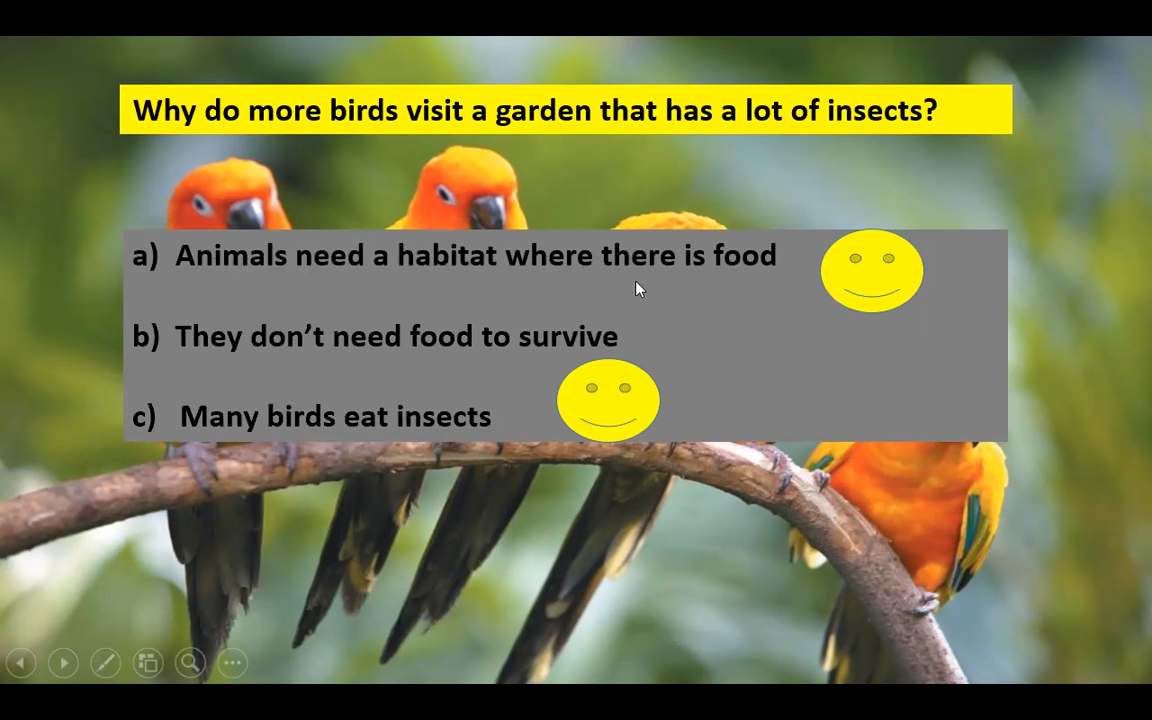 Why do more birds visit a garden that has a lot of insects?
a) Animals need a habitat where there is food
b) They don’t need food to survive
c) Many birds eat insects